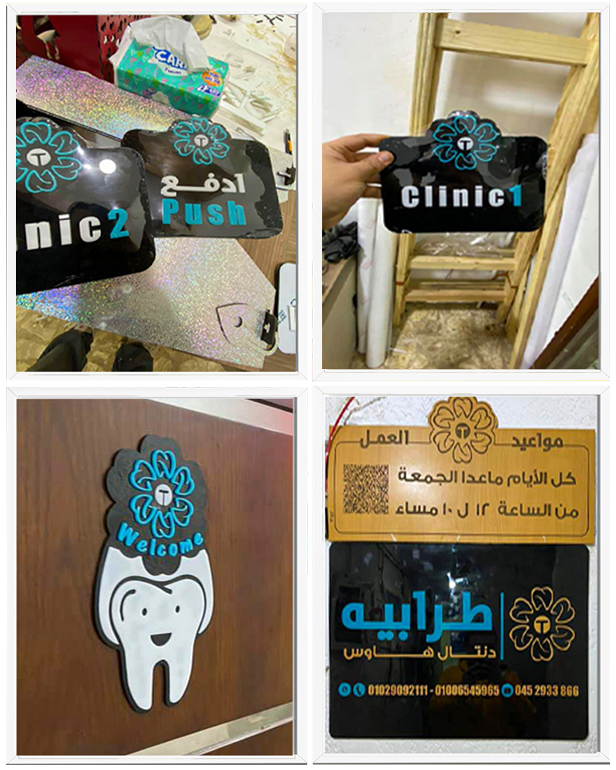 CARE
T
T
ادفع
nic2
Push
T
Clinic1
T
Welcome
مواعيد
T
العمل
كل الأيام ماعدا الجمعة
من الساعة ١٢ ل ١٠ مساء
طرابيه
T
دنتال هاوس
01029092111 - 01006545965 045 2933 866